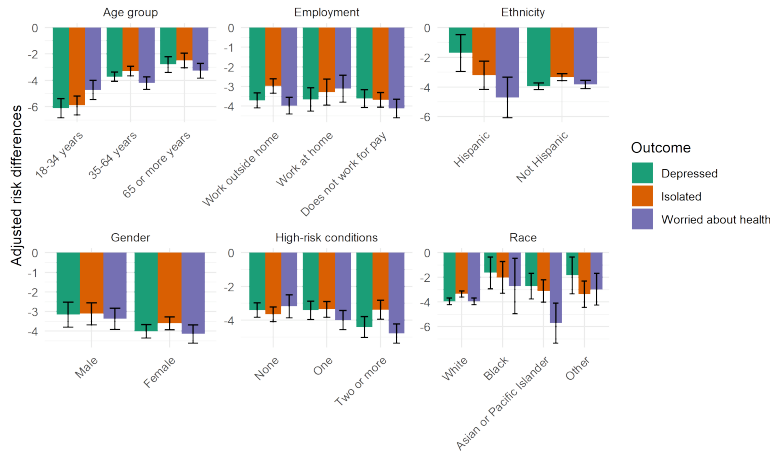 Age group
Employment
Ethnicity
0
-2
-4
-6
0
-1
-2
-3
-4
0
-2
-4
-6
18-34 years
35-64 years
65 or more years
Work outside home
Work at home
Does not work for pay
Hispanic
Not Hispanic
Adjusted risk differences
Outcome
Depressed
Isolated
Worried about health
Gender
High-risk conditions
Race
0
-1
-2
-3
-4
0
-2
-4
0
-2
-4
-6
Male
Female
None
One
Two or more
White
Black
Asian or Pacific Islander
Other